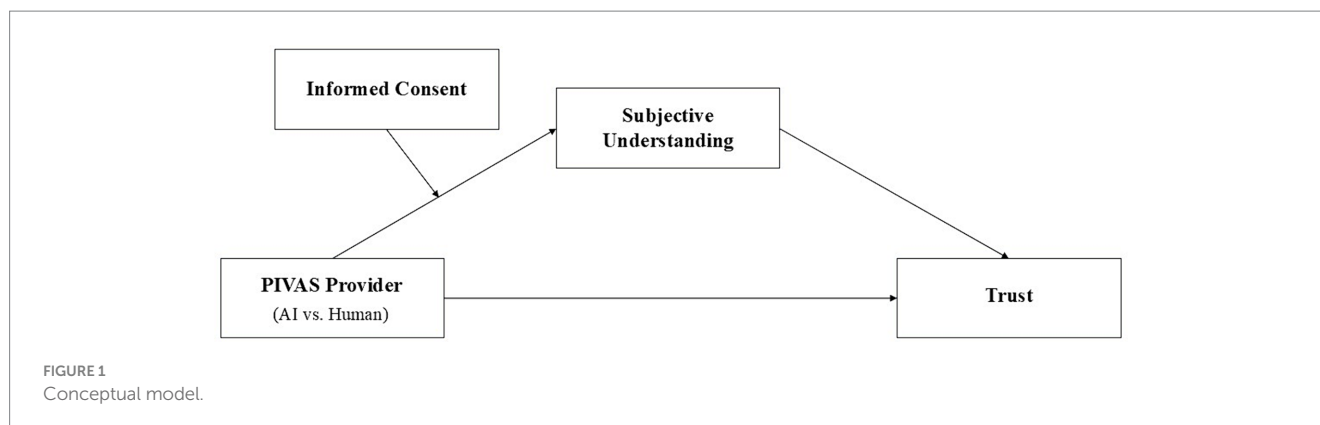 Informed Consent
Subjective
Understanding
PIVAS Provider
(AI vs. Human)
Trust
FIGURE 1
Conceptual model.